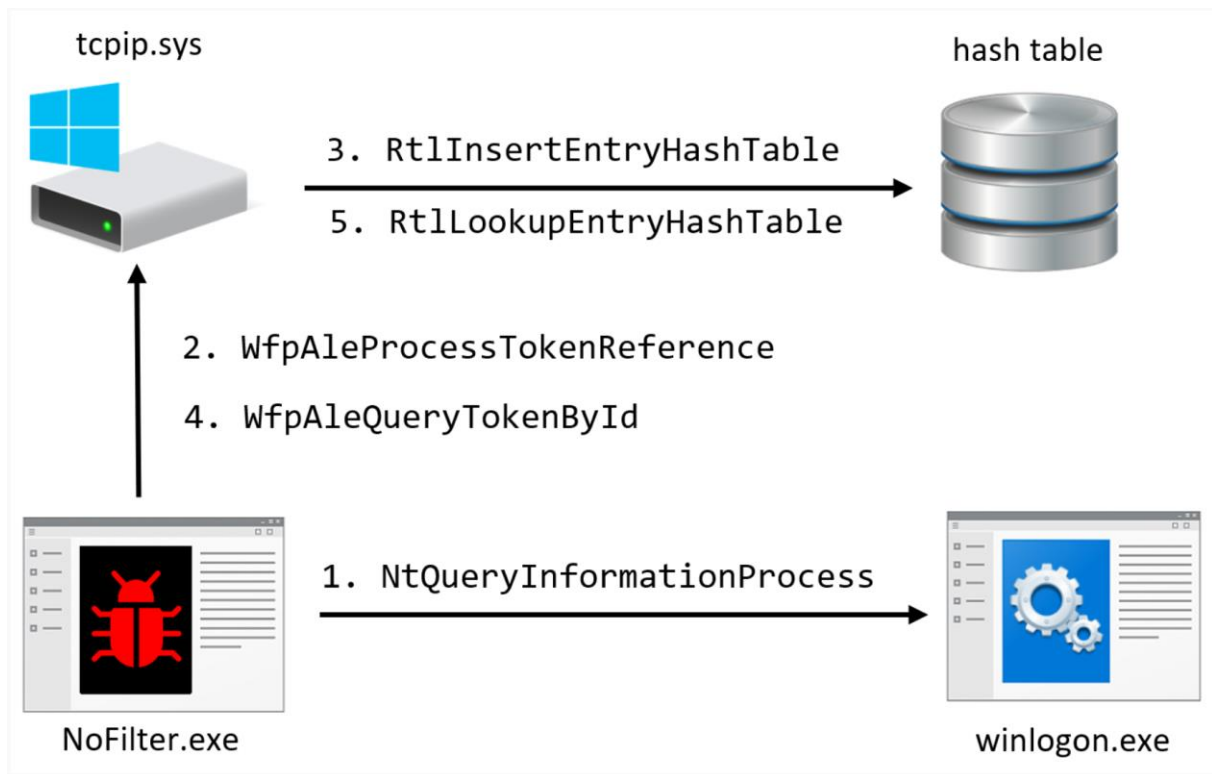 tcpip.sys
hash table
3. RtlInsertEntryHashTable
5. RtlLookupEntryHashTable
2. WfpAleProcessTokenReference
4. WfpAleQueryTokenById
1. NtQueryInformationProcess
NoFilter.exe
winlogon.exe